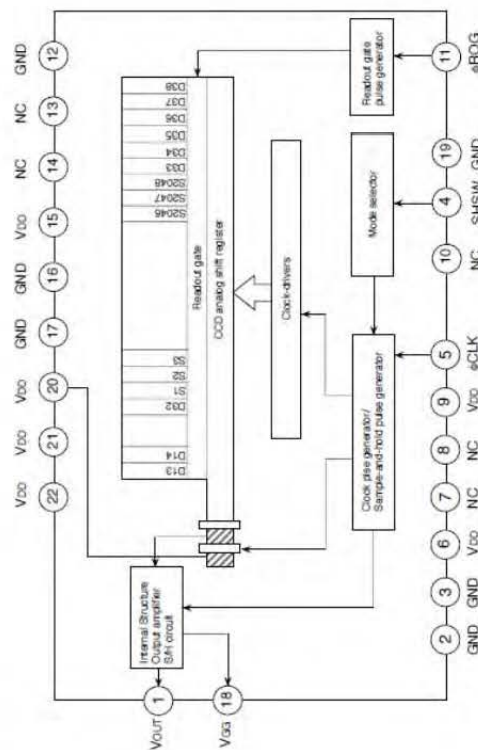 VDD
VDD
VDD
GND
GND
VDD
NC
NC
GND
22
21
20
17
16
15
14
13
12
D13
D14
D32
S1
S2
S3
S2046
S2047
S2048
D33
D34
D35
D36
D37
D38
Readout gate
CCD analog shift register
Internal Structure
Output amplifier
S/H circuit
VOUT
1
VGG
18
Clock-drivers
Clock plse generator/
Sample-and-hold pulse generator
Mode selector
Readout gate
pulse generator
2
3
6
7
8
9
5
10
4
19
11
GND
GND
VDD
NC
NC
VDD
φCLK
NC
SHSW
GND
φROG